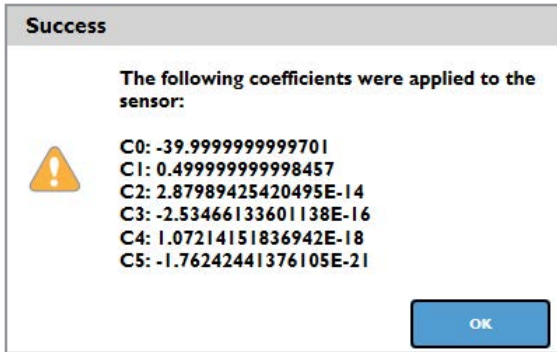 Success
The following coefficients were applied to the
sensor:
C0: -39.9999999999701
C1: 0.499999999998457
C2: 2.87989425420495E-14
C3: -2.53466133601138E-16
C4: 1.07214151836942E-18
C5: -1.76242441376105E-21
OK